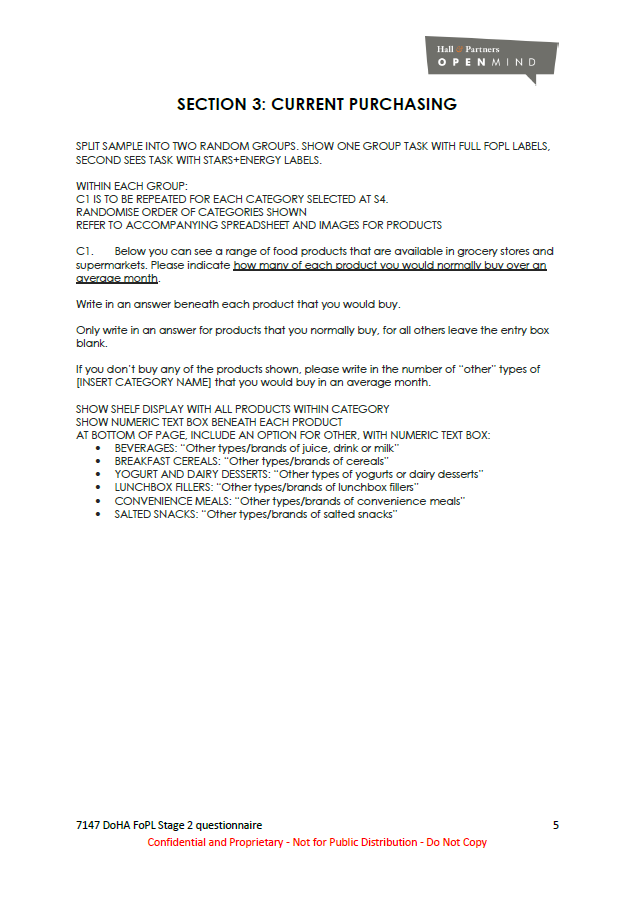 Hall & Partners
OPENMIND
SECTION 3: CURRENT PURCHASING
SPLIT SAMPLE INTO TWO RANDOM GROUPS. SHOW ONE GROUP TASK WITH FULL FOPL LABELS,
SECOND SEES TASK WITH STARS+ENERGY LABELS.
WITHIN EACH GROUP:
C1 IS TO BE REPEATED FOR EACH CATEGORY SELECTED AT S4.
RANDOMISE ORDER OF CATEGORIES SHOWN
REFER TO ACCOMPANYING SPREADSHEET AND IMAGES FOR PRODUCTS
C1. Below you can see a range of food products that are available in grocery stores and
supermarkets. Please indicate how many of each product you would normally buy over an
average month.
Write in an answer beneath each product that you would buy.
Only write in an answer for products that you normally buy, for all others leave the entry box
blank.
If you don't buy any of the products shown, please write in the number of "other" types of
[INSERT CATEGORY NAME] that you would buy in an average month.
SHOW SHELF DISPLAY WITH ALL PRODUCTS WITHIN CATEGORY
SHOW NUMERIC TEXT BOX BENEATH EACH PRODUCT
AT BOTTOM OF PAGE, INCLUDE AN OPTION FOR OTHER, WITH NUMERIC TEXT BOX:
• BEVERAGES: "Other types/brands of juice, drink or milk"
• BREAKFAST CEREALS: "Other types/brands of cereals"
• YOGURT AND DAIRY DESSERTS: "Other types of yogurts or dairy desserts"
• LUNCHBOX FILLERS: "Other types/brands of lunchbox fillers"
• CONVENIENCE MEALS: "Other types/brands of convenience meals"
• SALTED SNACKS: "Other types/brands of salted snacks"
7147 DoHA FoPL Stage 2 questionnaire 5
Confidential and Proprietary - Not for Public Distribution - Do Not Copy